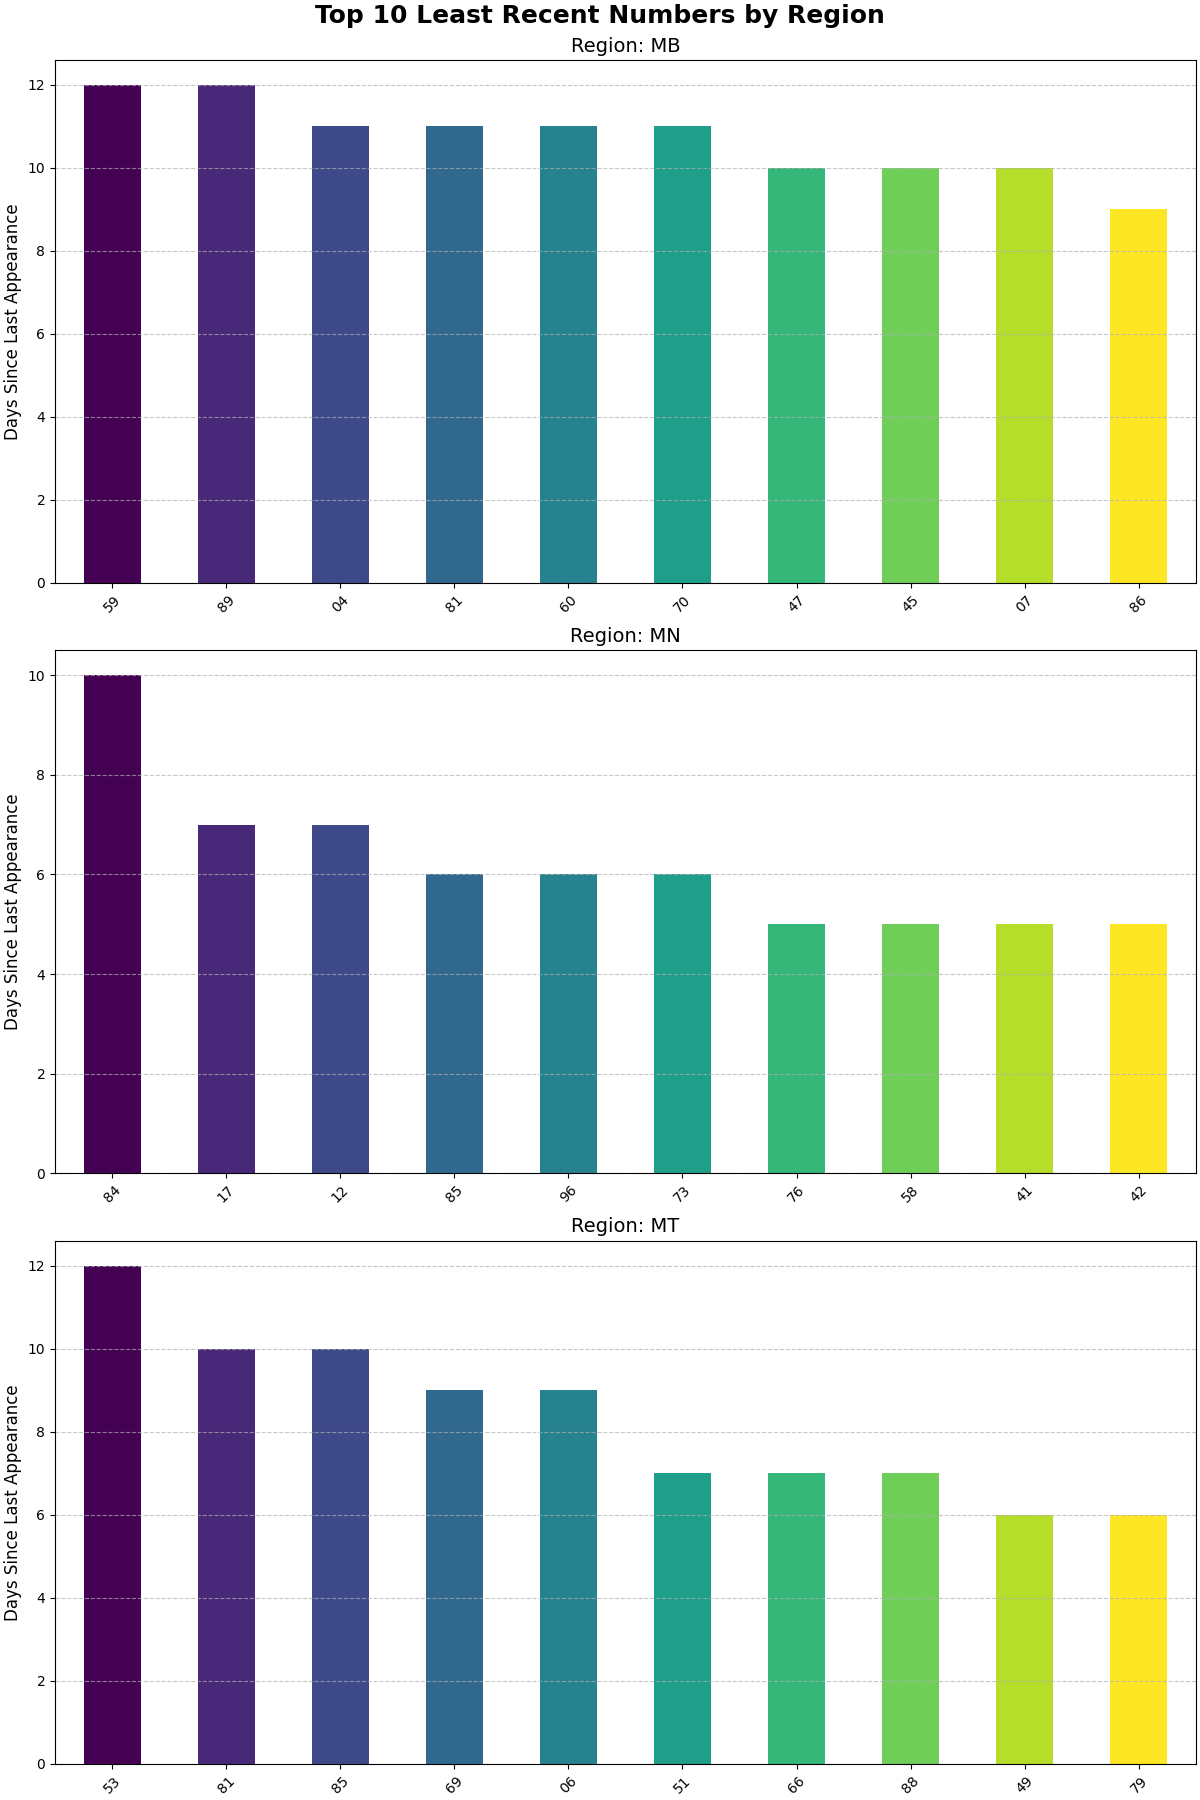 Top 10 Least Recent Numbers by Region
Region: MB
Days Since Last Appearance
12
10
8
6
4
2
0
59 89 04 81 60 70 47 45 07 86
Region: MN
Days Since Last Appearance
10
8
6
4
2
0
84 17 12 85 96 73 76 58 41 42
Region: MT
Days Since Last Appearance
12
10
8
6
4
2
0
53 81 85 69 06 51 66 88 49 79